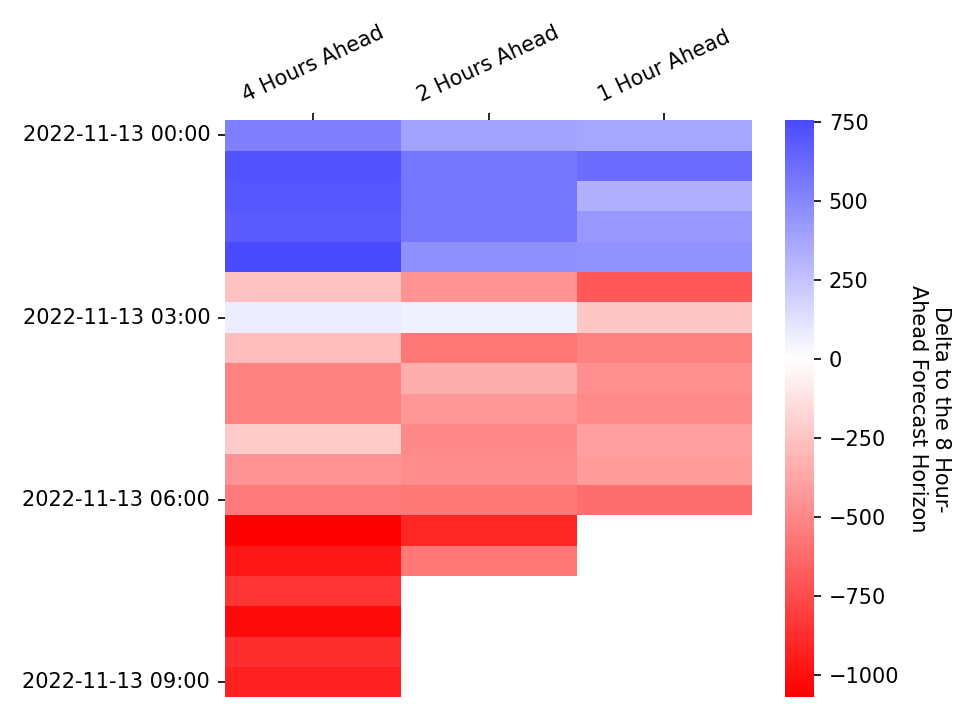 4 Hours Ahead
2 Hours Ahead
1 Hour Ahead
2022-11-13 00:00
2022-11-13 03:00
2022-11-13 06:00
2022-11-13 09:00
750
500
250
0
−250
−500
−750
−1000
Delta to the 8 Hour-
Ahead Forecast Horizon